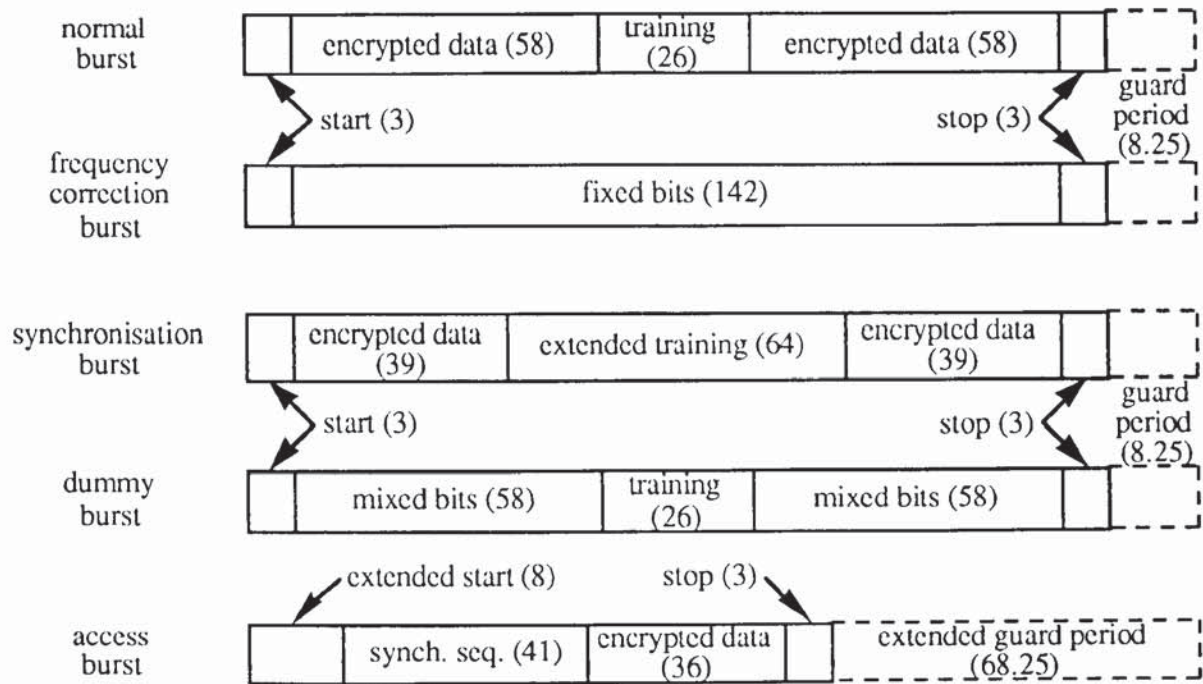 normal
burst
encrypted data (58)
training
(26)
encrypted data (58)
start (3)
stop (3)
guard
period
(8.25)
frequency
correction
burst
fixed bits (142)
synchronisation
burst
encrypted data
(39)
extended training (64)
encrypted data
(39)
start (3)
stop (3)
guard
period
(8.25)
dummy
burst
mixed bits (58)
training
(26)
mixed bits (58)
extended start (8)
stop (3)
access
burst
synch. seq. (41)
encrypted data
(36)
extended guard period
(68.25)